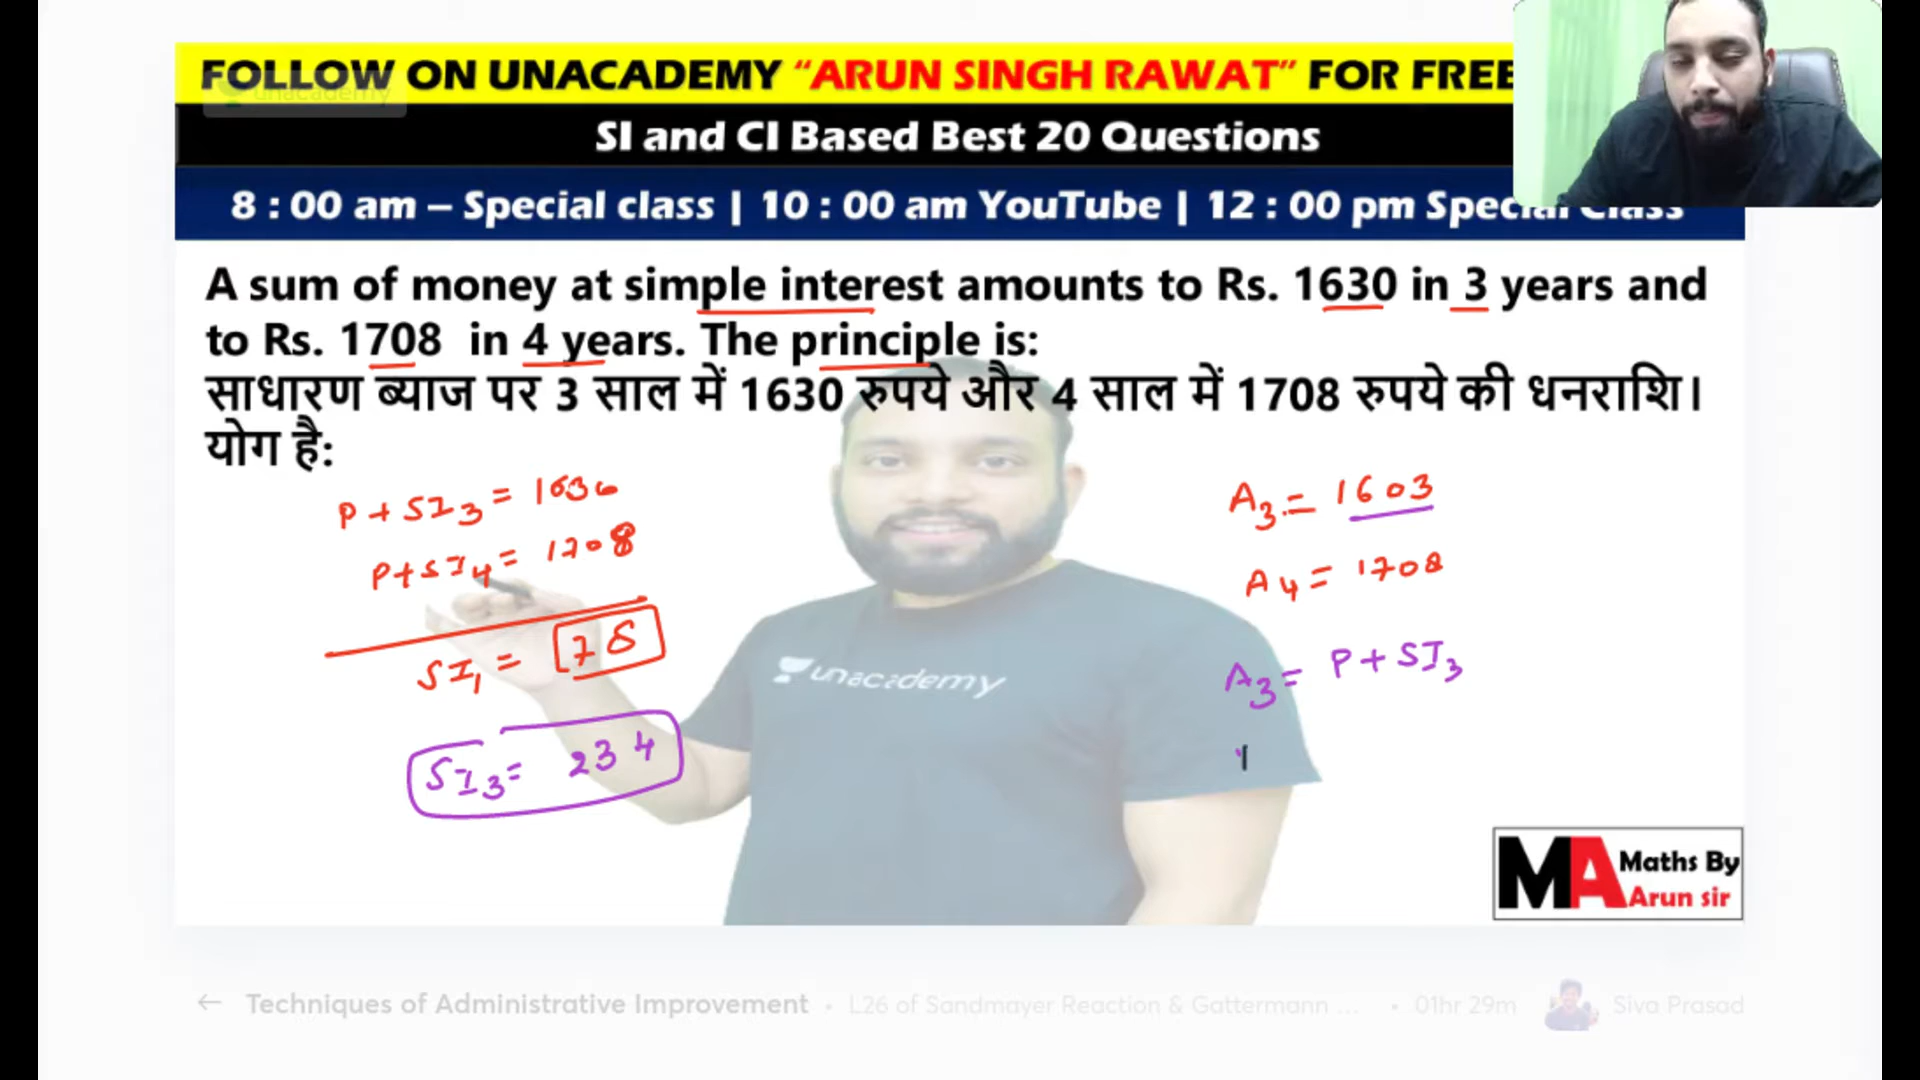 FOLLOW ON UNACADEMY “ARUN SINGH RAWAT” FOR FREE
unacademy
SI and CI Based Best 20 Questions
8 : 00 am – Special class | 10 : 00 am YouTube | 12 : 00 pm Special Class
A sum of money at simple interest amounts to Rs. 1630 in 3 years and
to Rs. 1708 in 4 years. The principle is:
साधारण ब्याज पर 3 साल में 1630 रुपये और 4 साल में 1708 रुपये की धनराशि।
योग है:
P + SI3 = 1630
P + SI4 = 1708
SI1 = 78
SI3 = 234
A3 = 1603
A4 = 1708
A3 = P + SI3
unacademy
MA Maths By
Arun sir
← Techniques of Administrative Improvement • L26 of Sandmayer Reaction & Gattermann ... • 01hr 29m Siva Prasad